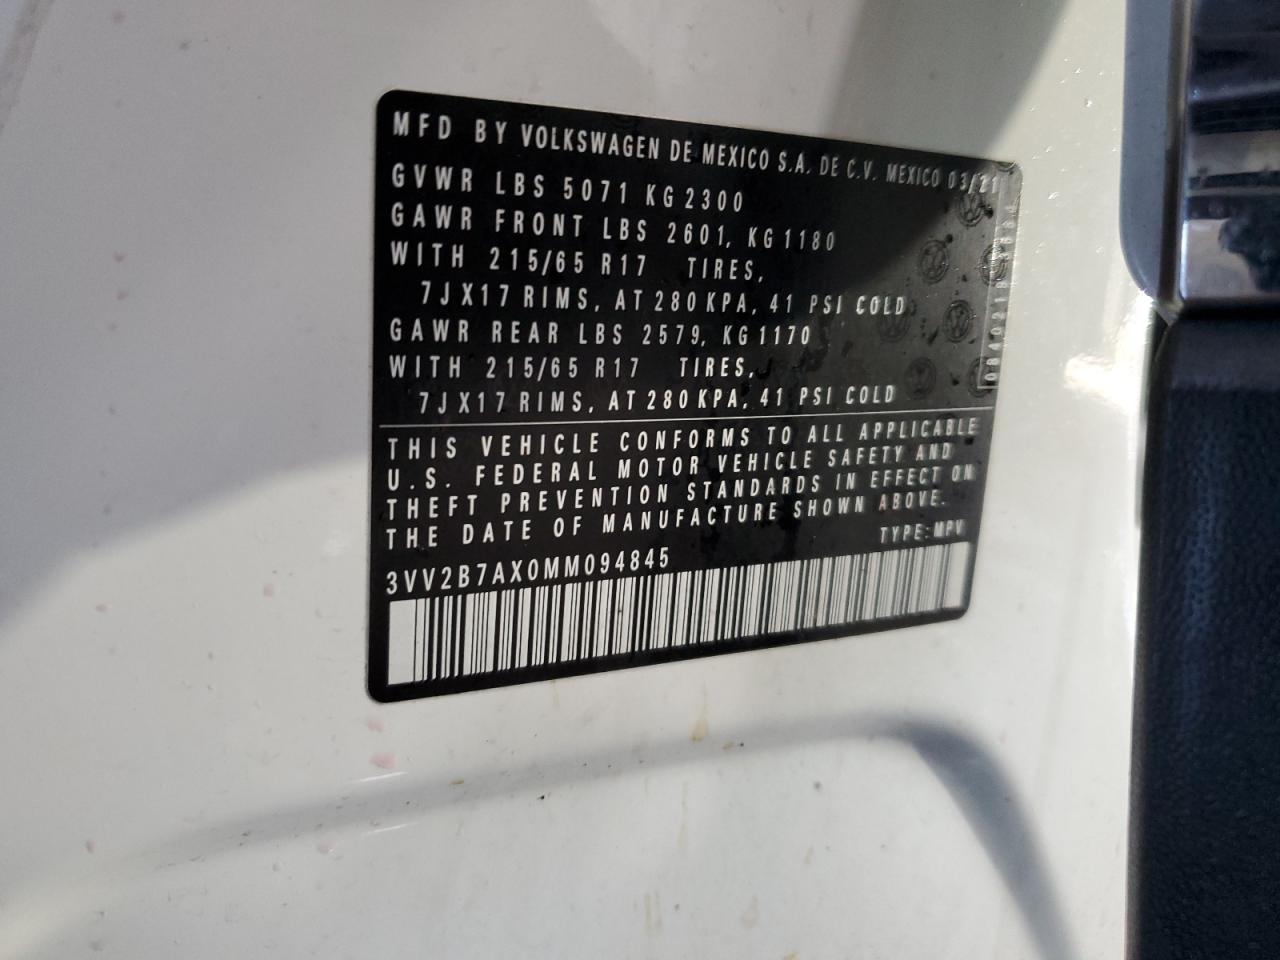 MFD BY VOLKSWAGEN DE MEXICO S.A. DE C.V. MEXICO 03/21
GVWR LBS 5071 KG 2300
GAWR FRONT LBS 2601, KG 1180
WITH 215/65 R17 TIRES,
7JX17 RIMS, AT 280 KPA, 41 PSI COLD
GAWR REAR LBS 2579, KG 1170
WITH 215/65 R17 TIRES,
7JX17 RIMS, AT 280 KPA, 41 PSI COLD
THIS VEHICLE CONFORMS TO ALL APPLICABLE
U.S. FEDERAL MOTOR VEHICLE SAFETY AND
THEFT PREVENTION STANDARDS IN EFFECT ON
THE DATE OF MANUFACTURE SHOWN ABOVE.
TYPE: MPV
3VV2B7AX0MM094845